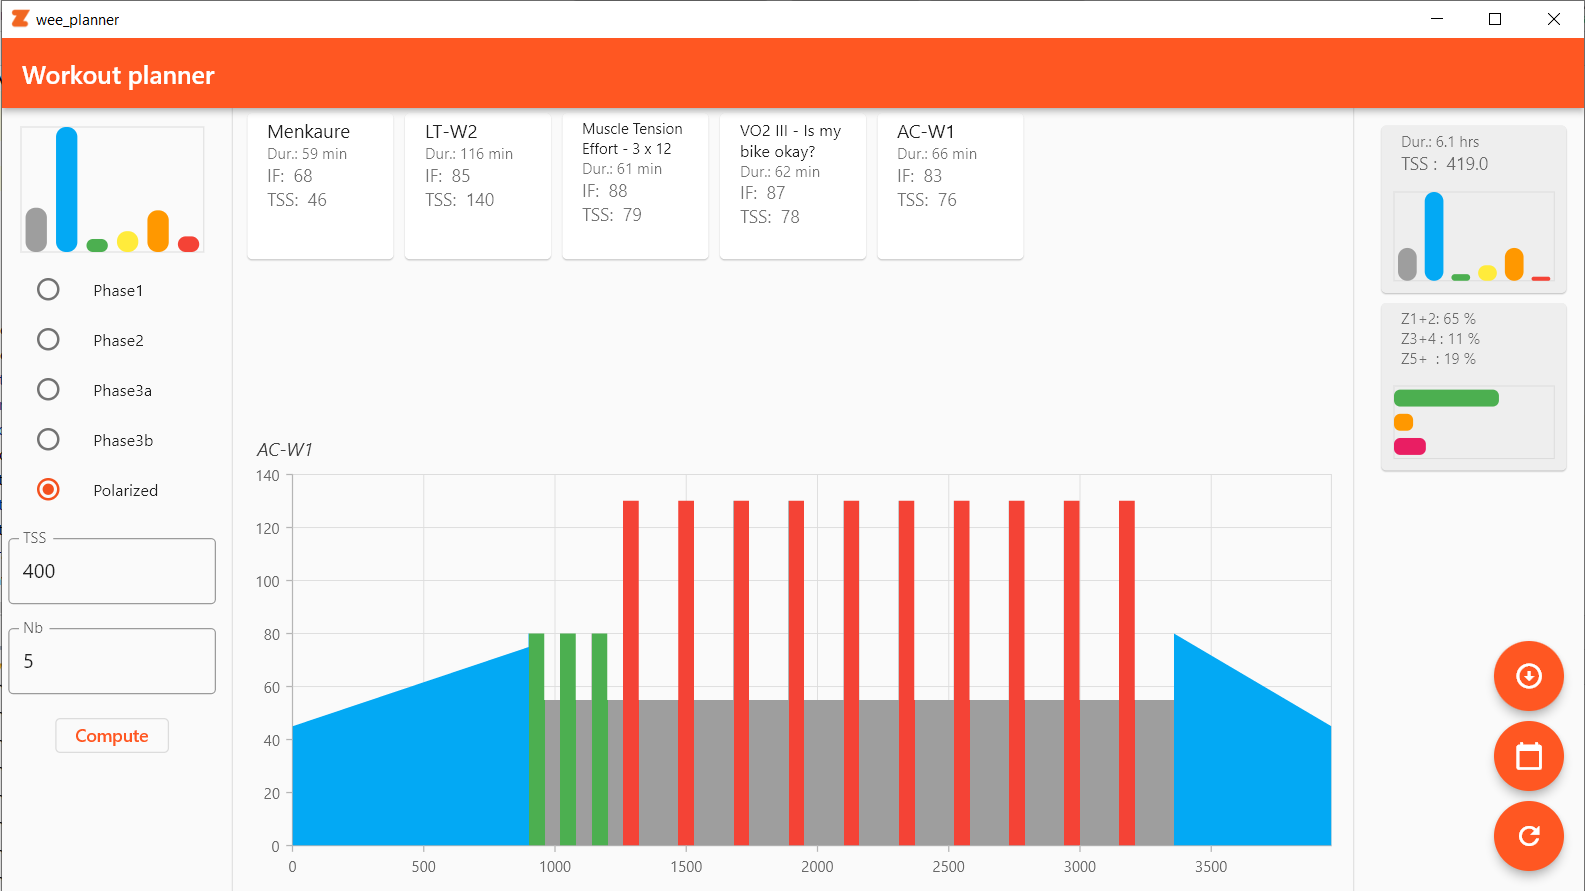 wee_planner
Workout planner
Phase1
Phase2
Phase3a
Phase3b
Polarized
TSS
400
Nb
5
Compute
Menkaure
Dur.: 59 min
IF: 68
TSS: 46
LT-W2
Dur.: 116 min
IF: 85
TSS: 140
Muscle Tension
Effort - 3 x 12
Dur.: 61 min
IF: 88
TSS: 79
VO2 III - Is my
bike okay?
Dur.: 62 min
IF: 87
TSS: 78
AC-W1
Dur.: 66 min
IF: 83
TSS: 76
AC-W1
140
120
100
80
60
40
20
0
0 500 1000 1500 2000 2500 3000 3500
Dur.: 6.1 hrs
TSS : 419.0
Z1+2: 65 %
Z3+4 : 11 %
Z5+ : 19 %